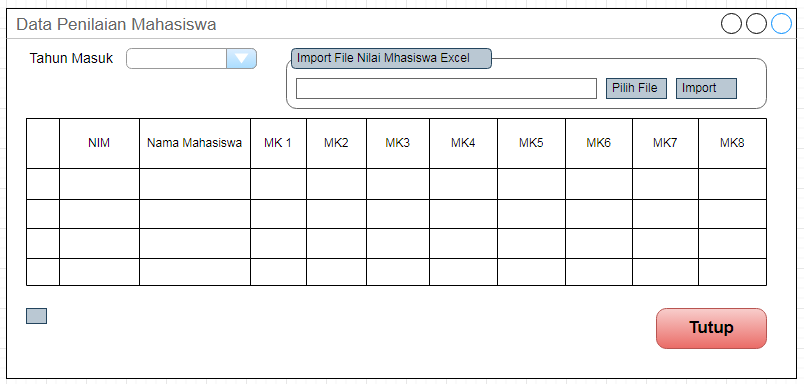 Data Penilaian Mahasiswa
Tahun Masuk
Import File Nilai Mhasiswa Excel
Pilih File
Import
NIM
Nama Mahasiswa
MK 1
MK2
MK3
MK4
MK5
MK6
MK7
MK8
Tutup